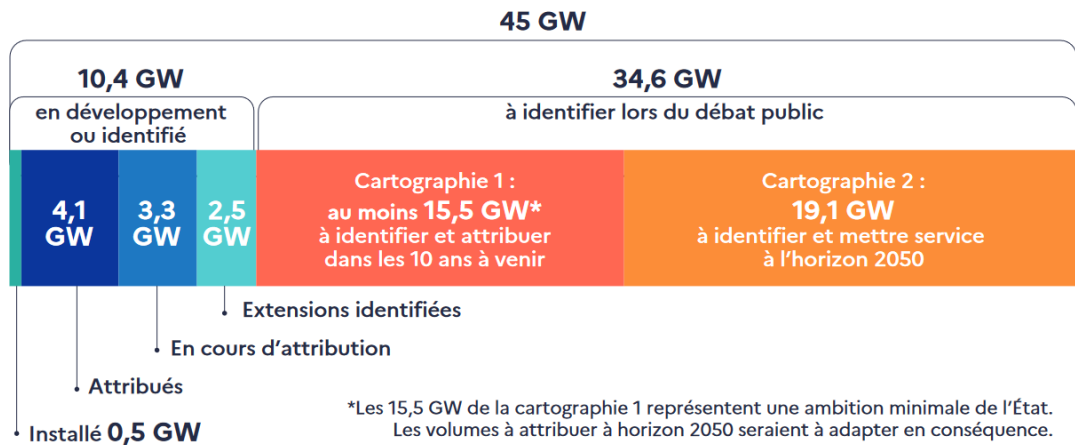 45 GW
10,4 GW
en développement
ou identifié
34,6 GW
à identifier lors du débat public
4,1
GW
3,3
GW
2,5
GW
Cartographie 1 :
au moins 15,5 GW*
à identifier et attribuer
dans les 10 ans à venir
Cartographie 2 :
19,1 GW
à identifier et mettre service
à l'horizon 2050
Extensions identifiées
En cours d'attribution
Attribués
Installé 0,5 GW
*Les 15,5 GW de la cartographie 1 représentent une ambition minimale de l'État.
Les volumes à attribuer à horizon 2050 seraient à adapter en conséquence.